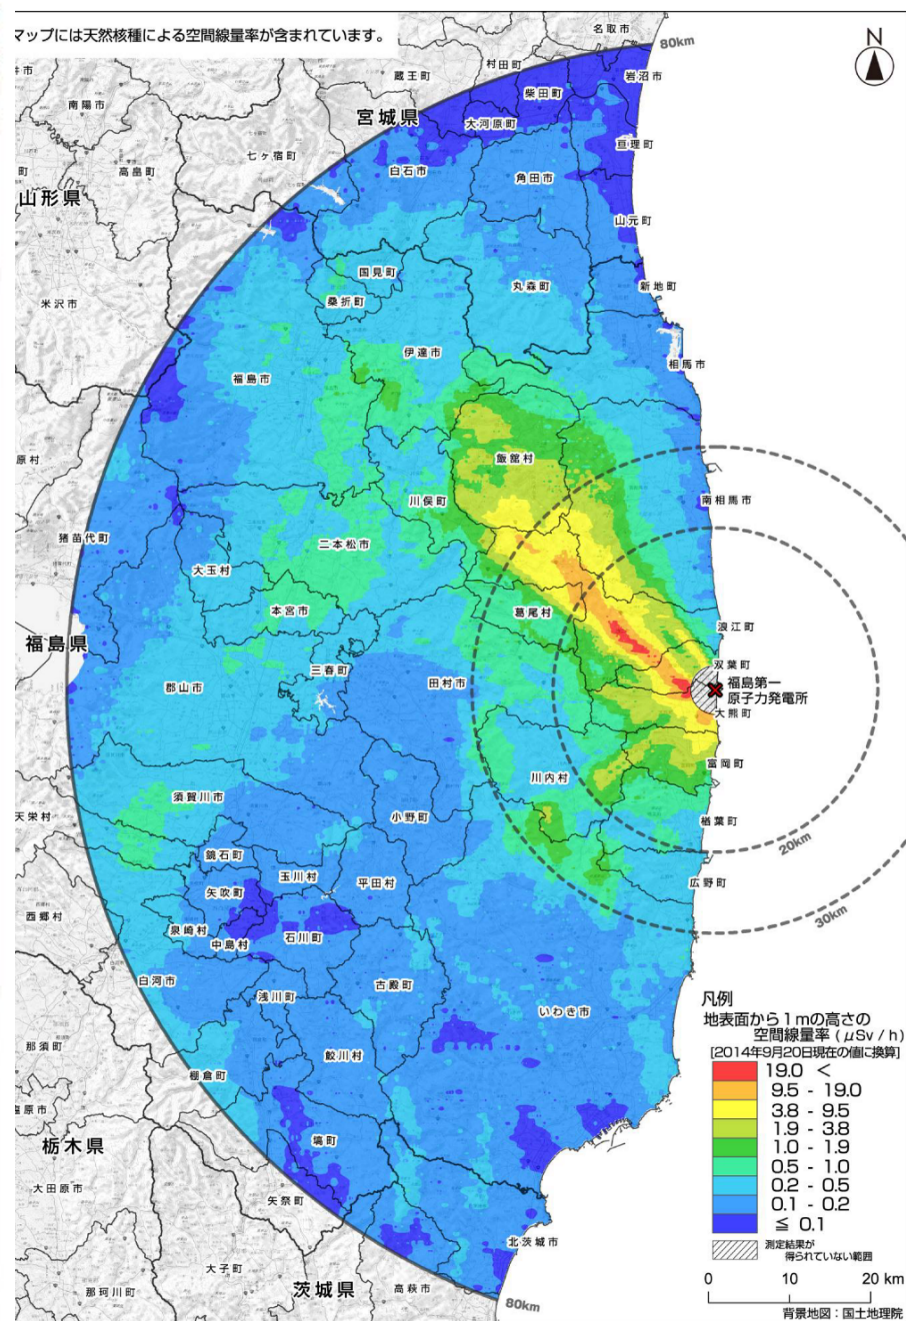 マップには天然核種による空間線量率が含まれています。
80km
N
名取市
村田町
岩沼市
蔵王町
柴田町
南陽市
宮城県
大河原町
亘理町
七ヶ宿町
町
高畠町
白石市
角田市
山形県
山元町
国見町
丸森町
新地町
米沢市
桑折町
伊達市
相馬市
福島市
飯舘村
原村
川俣町
南相馬市
猪苗代町
二本松市
大玉村
本宮市
葛尾村
浪江町
福島県
三春町
双葉町
郡山市
田村市
福島第一
原子力発電所
大熊町
富岡町
川内村
須賀川市
天栄村
小野町
楢葉町
20km
鏡石町
玉川村
平田村
広野町
矢吹町
西郷村
30km
泉崎村
中島村
石川町
白河市
古殿町
浅川町
いわき市
凡例
地表面から1mの高さの
空間線量率 ( μSv / h )
[2014年9月20日現在の値に換算]
那須町
鮫川村
棚倉町
19.0 <
9.5 - 19.0
3.8 - 9.5
1.9 - 3.8
1.0 - 1.9
0.5 - 1.0
0.2 - 0.5
0.1 - 0.2
≦ 0.1
塙町
栃木県
大田原市
矢祭町
測定結果が
得られていない範囲
北茨城市
大子町
茨城県
高萩市
那珂川町
80km
0 10 20 km
背景地図：国土地理院